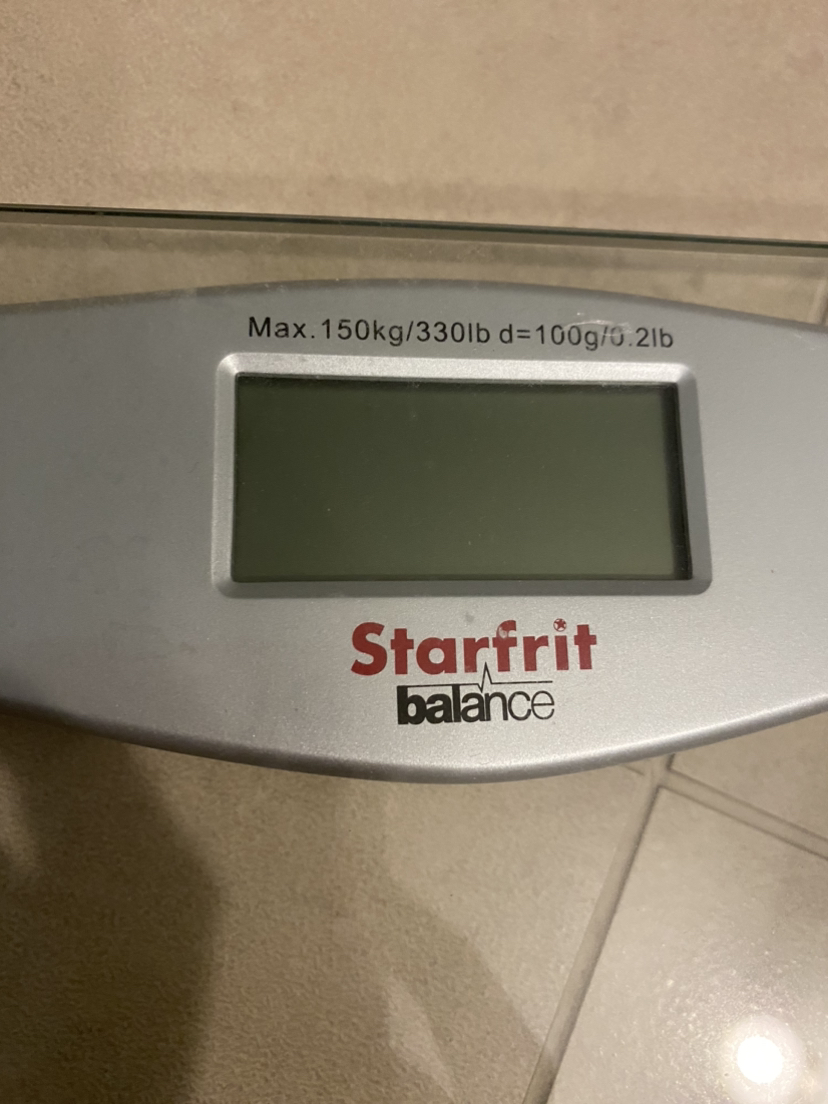 Max.150kg/330lb d=100g/0.2lb
Starfrit
balance